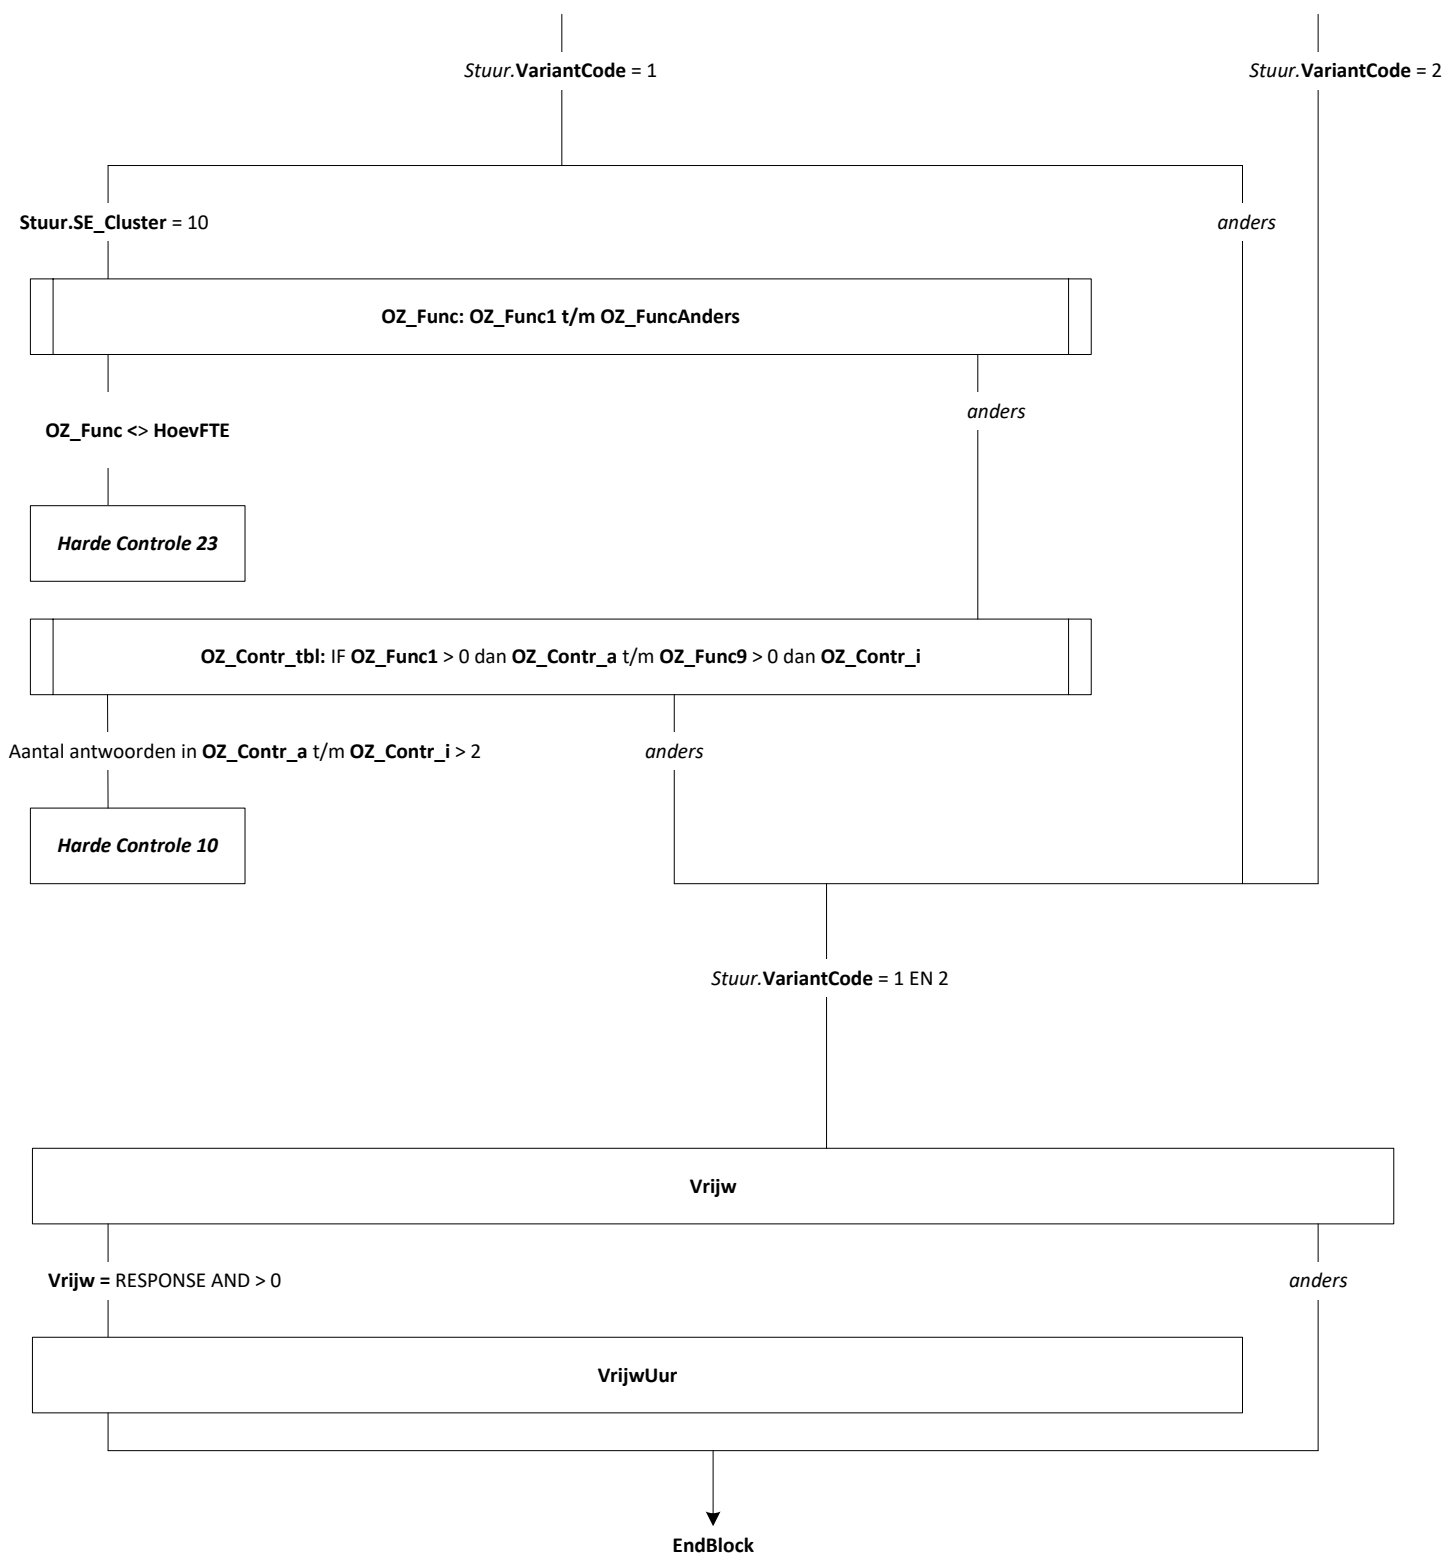 Stuur.VariantCode = 1
Stuur.VariantCode = 2
Stuur.SE_Cluster = 10
anders
OZ_Func: OZ_Func1 t/m OZ_FuncAnders
anders
OZ_Func <> HoevFTE
Harde Controle 23
OZ_Contr_tbl: IF OZ_Func1 > 0 dan OZ_Contr_a t/m OZ_Func9 > 0 dan OZ_Contr_i
Aantal antwoorden in OZ_Contr_a t/m OZ_Contr_i > 2
anders
Harde Controle 10
Stuur.VariantCode = 1 EN 2
Vrijw
Vrijw = RESPONSE AND > 0
anders
VrijwUur
EndBlock